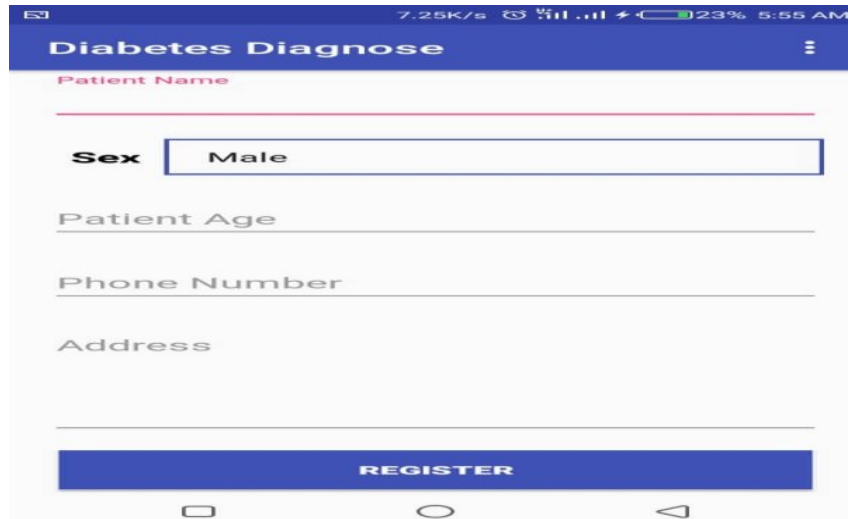 7.25K/s 23% 5:55 AM
Diabetes Diagnose
Patient Name
Sex Male
Patient Age
Phone Number
Address
REGISTER